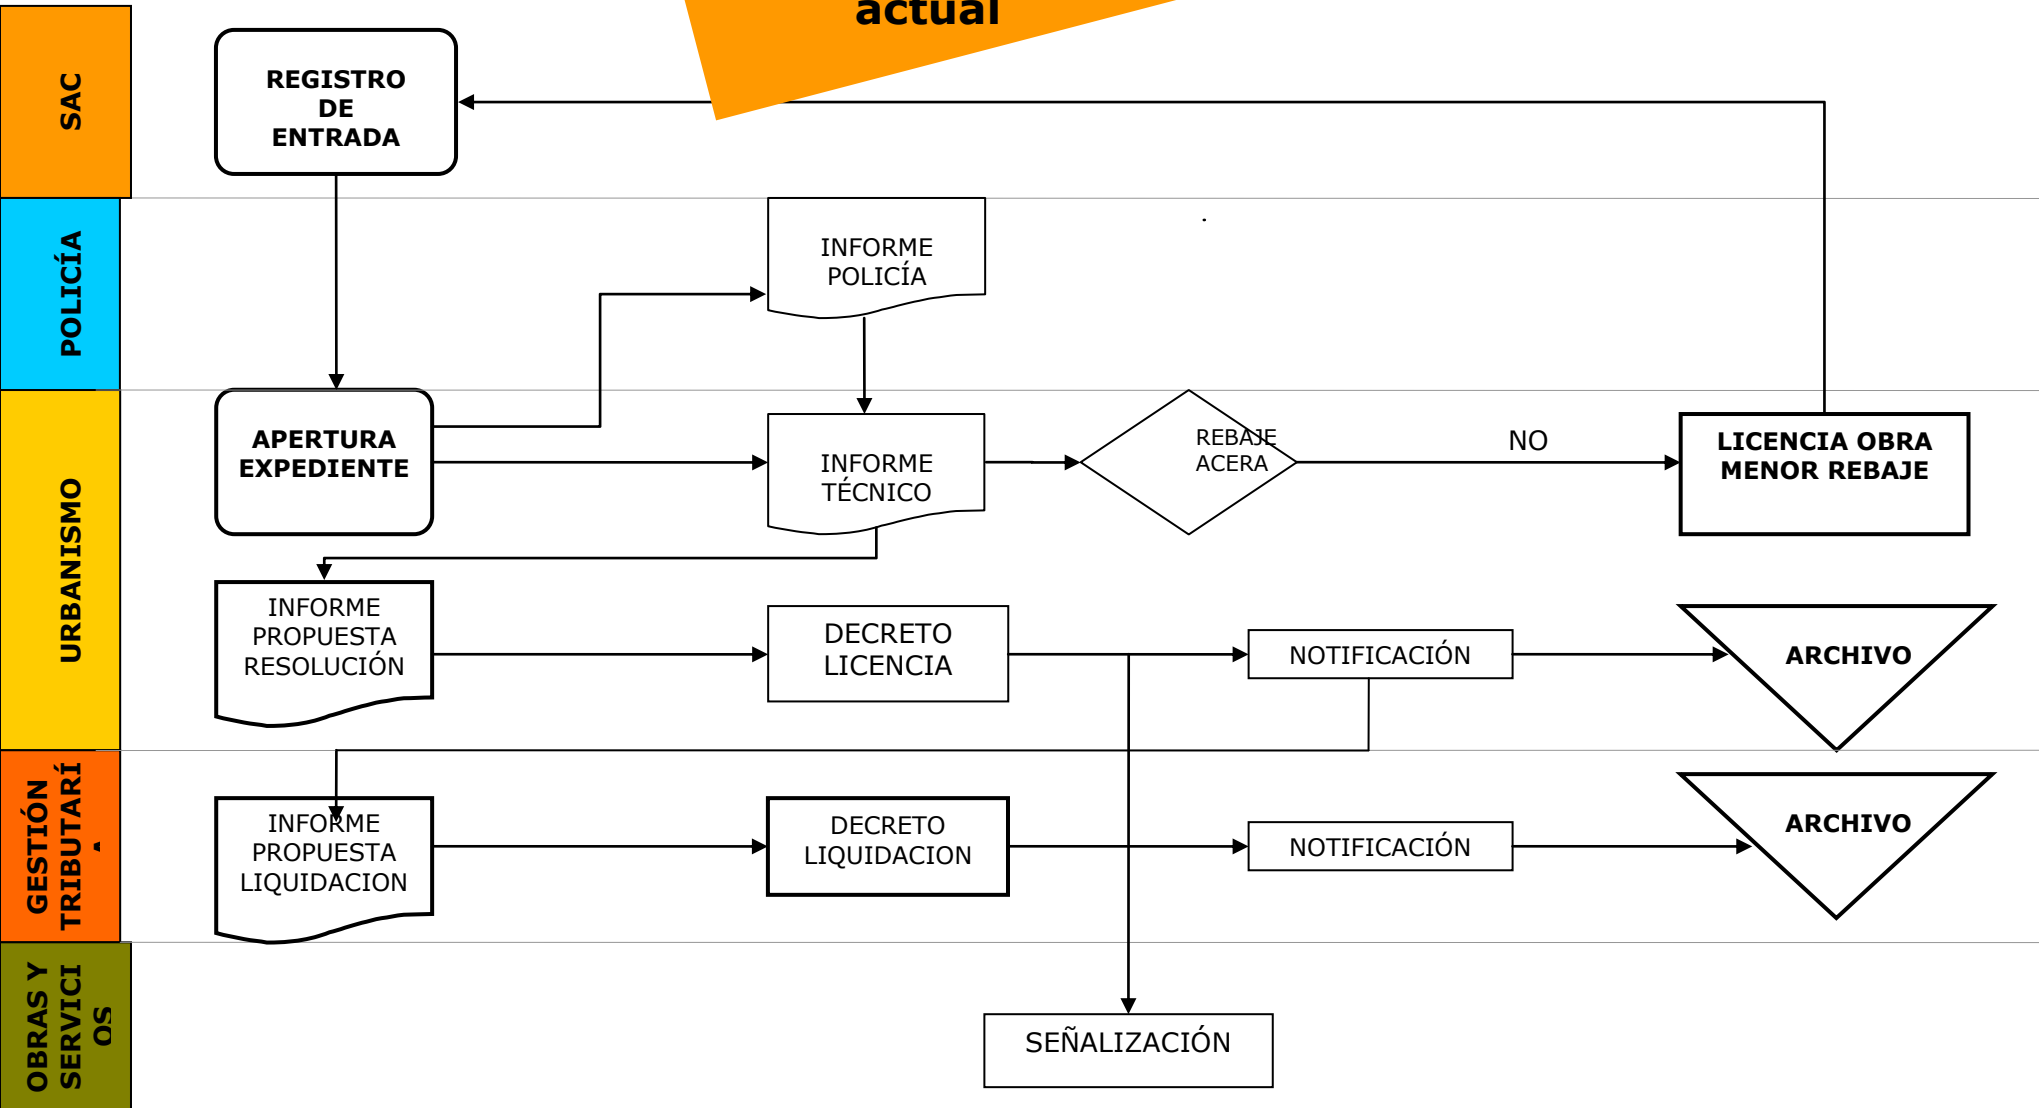 actual
SAC
REGISTRO
DE
ENTRADA
POLICÍA
INFORME
POLICÍA
.
URBANISMO
APERTURA
EXPEDIENTE
INFORME
TÉCNICO
REBAJE
ACERA
NO
LICENCIA OBRA
MENOR REBAJE
INFORME
PROPUESTA
RESOLUCIÓN
DECRETO
LICENCIA
NOTIFICACIÓN
ARCHIVO
GESTIÓN
TRIBUTARÍ
INFORME
PROPUESTA
LIQUIDACION
DECRETO
LIQUIDACION
NOTIFICACIÓN
ARCHIVO
OBRAS Y
SERVICI
OS
SEÑALIZACIÓN